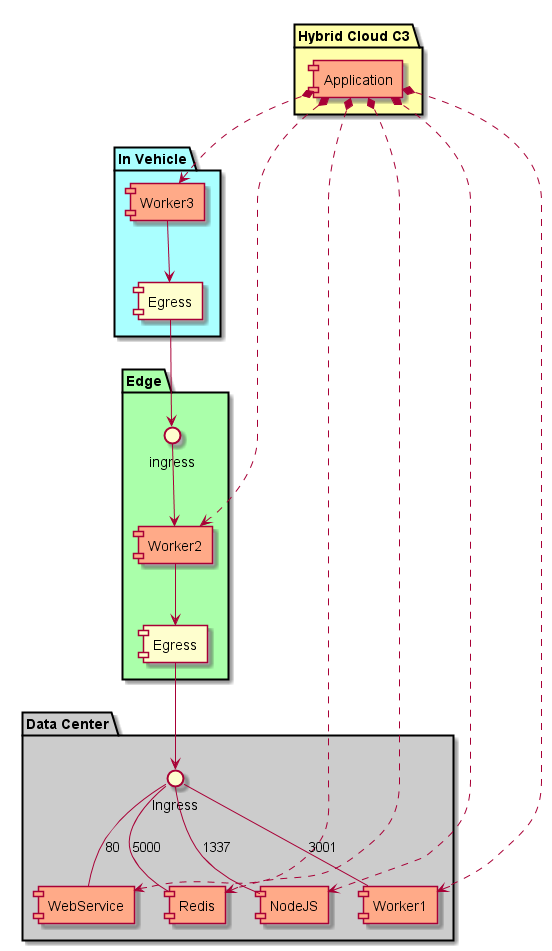 Hybrid Cloud C3
Application
In Vehicle
Worker3
Egress
Edge
ingress
Worker2
Egress
Data Center
Ingress
80
5000
1337
3001
WebService
Redis
NodeJS
Worker1